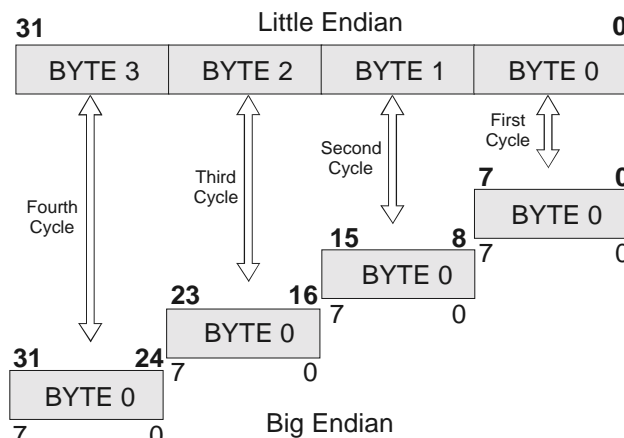 31 Little Endian 0
BYTE 3 BYTE 2 BYTE 1 BYTE 0
First
Cycle
Second
Cycle
Third
Cycle
Fourth
Cycle
7 0
BYTE 0
7 0
15 8
BYTE 0
7 0
23 16
BYTE 0
7 0
31 24
BYTE 0
7 0
Big Endian